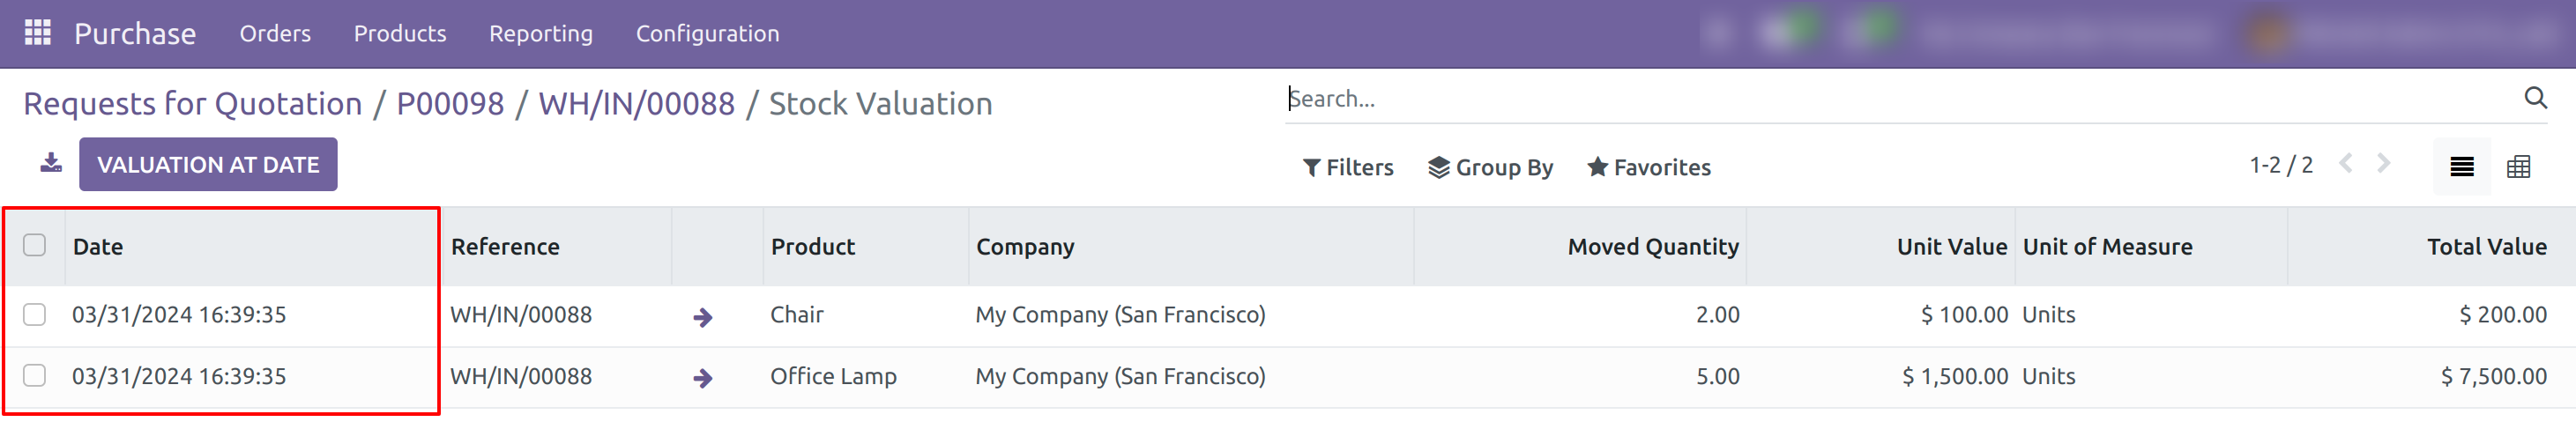 Purchase Orders Products Reporting Configuration
Requests for Quotation / P00098 / WH/IN/00088 / Stock Valuation
Search...
VALUATION AT DATE
Filters Group By Favorites 1-2 / 2
Date Reference Product Company Moved Quantity Unit Value Unit of Measure Total Value
03/31/2024 16:39:35 WH/IN/00088 Chair My Company (San Francisco) 2.00 $ 100.00 Units $ 200.00
03/31/2024 16:39:35 WH/IN/00088 Office Lamp My Company (San Francisco) 5.00 $ 1,500.00 Units $ 7,500.00